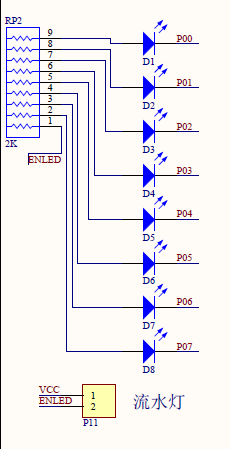 RP2
9
8
7
6
5
4
3
2
1
ENLED
2K
D1 P00
D2 P01
D3 P02
D4 P03
D5 P04
D6 P05
D7 P06
D8 P07
VCC 1
ENLED 2
P11
流水灯